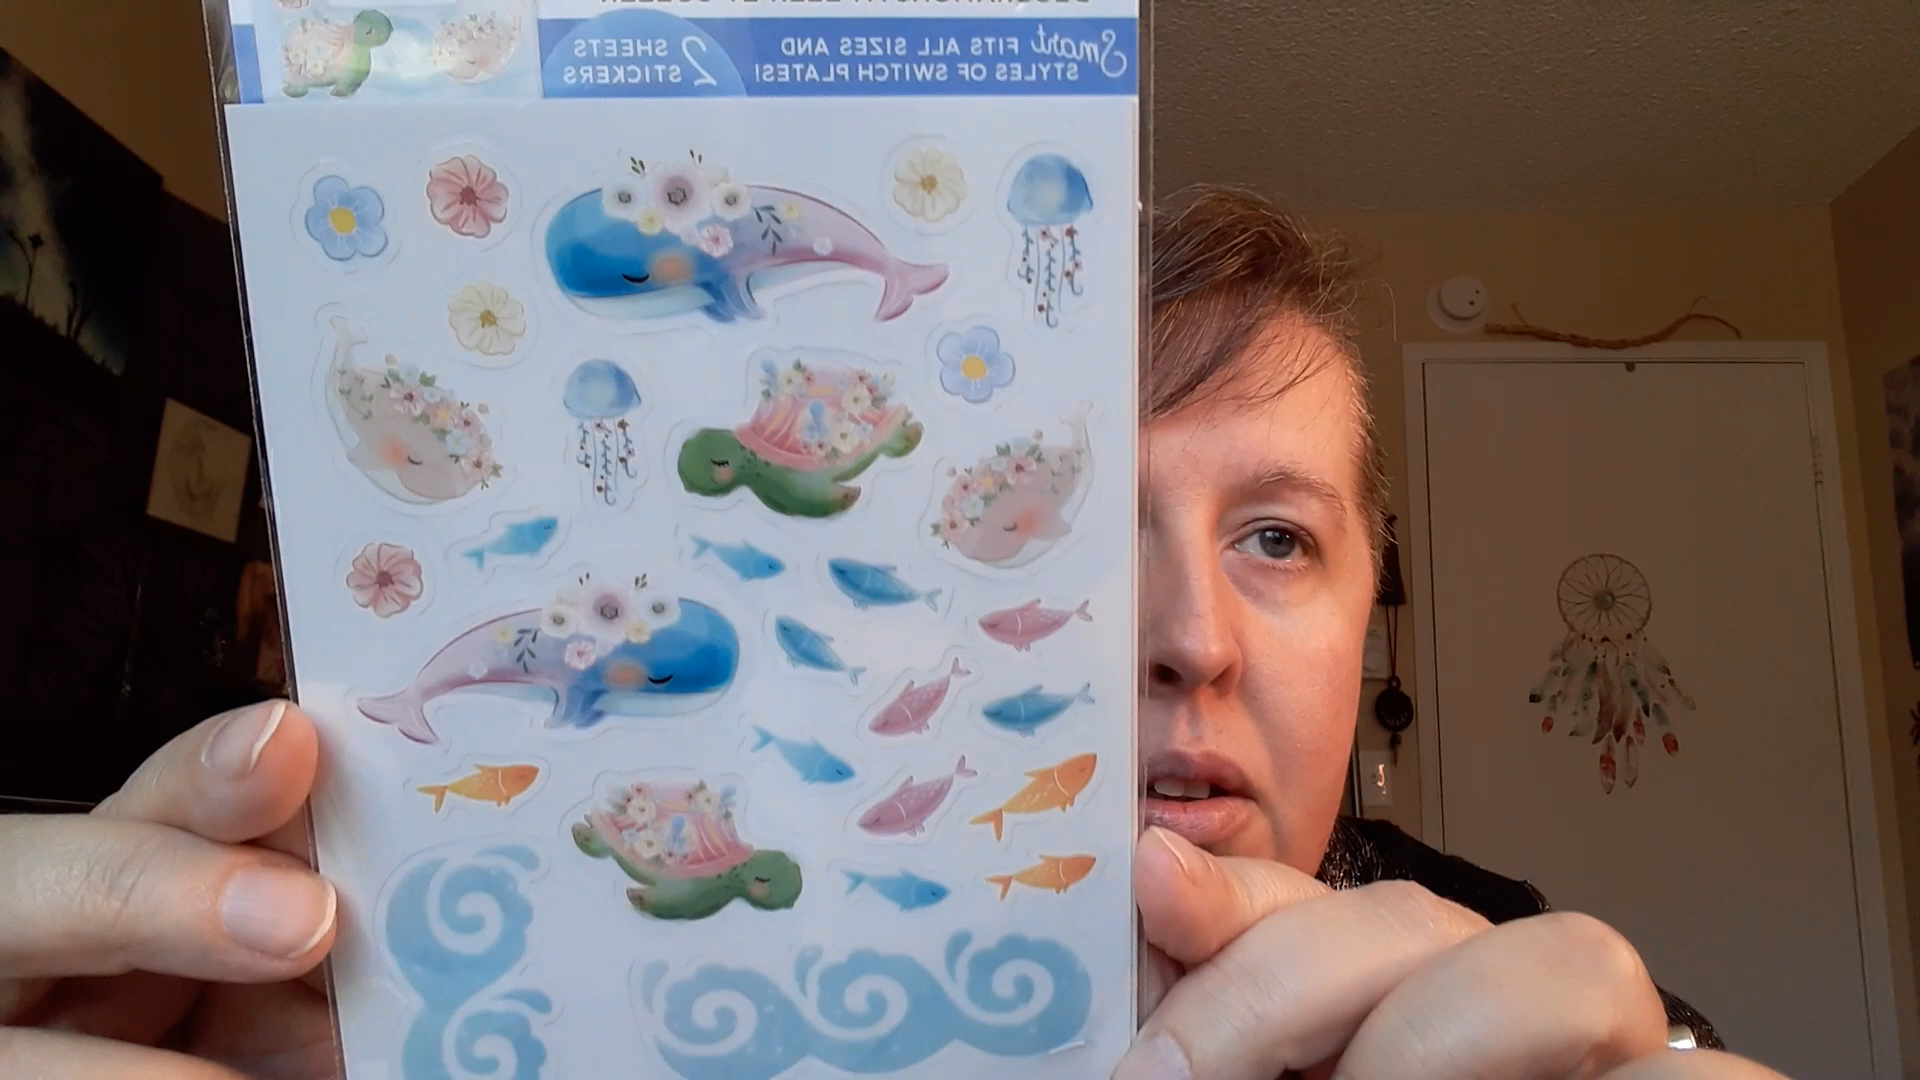 Smart FITS ALL SIZES AND
STYLES OF SWITCH PLATES!
2 SHEETS
STICKERS